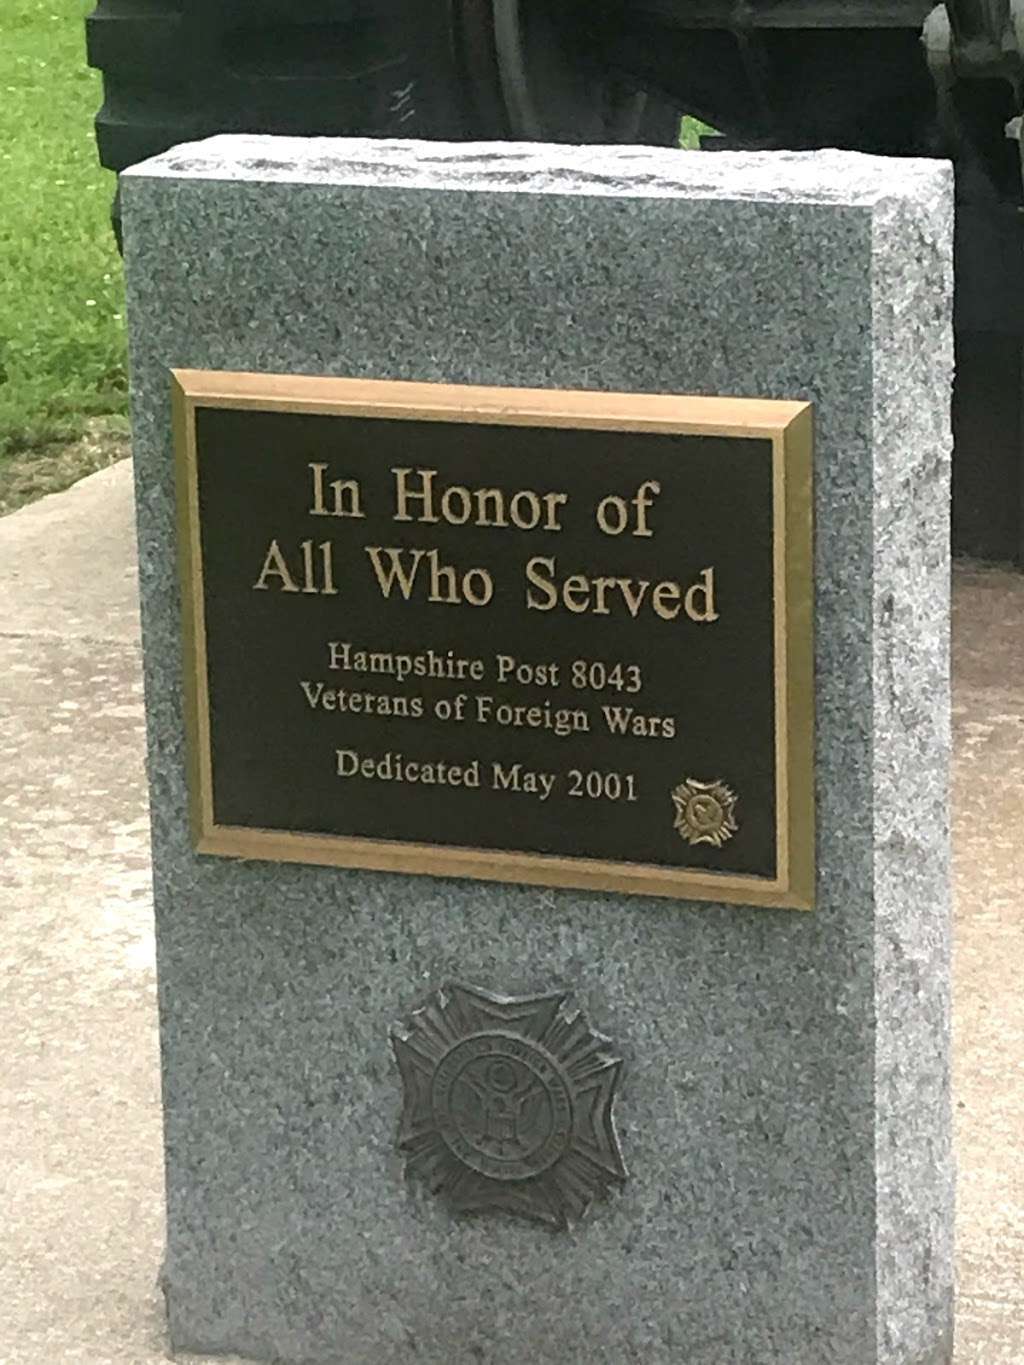 In Honor of
All Who Served
Hampshire Post 8043
Veterans of Foreign Wars
Dedicated May 2001